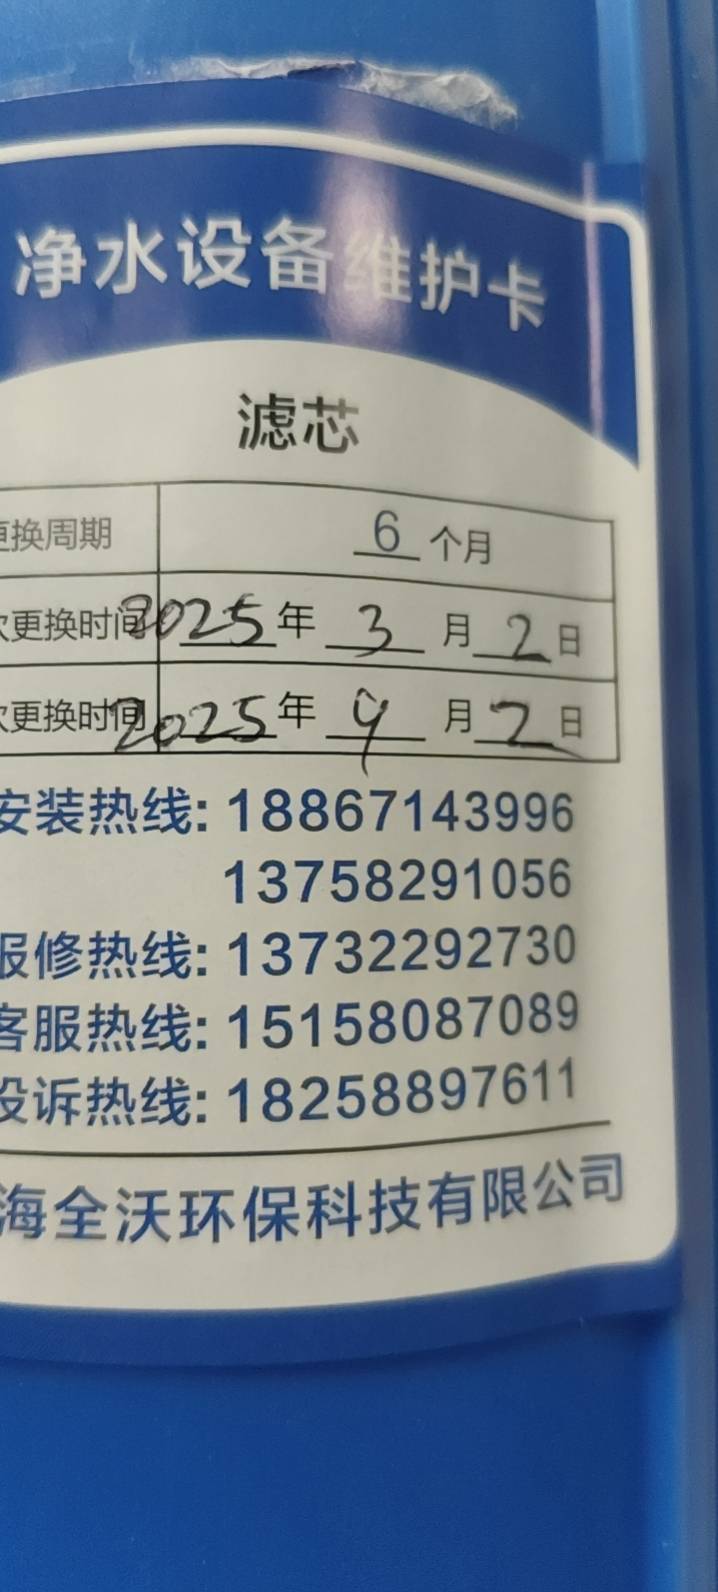 净水设备维护卡
滤芯
更换周期 6 个月
次更换时间 2025 年 3 月 2 日
次更换时间 2025 年 9 月 2 日
安装热线: 18867143996
13758291056
报修热线: 13732292730
客服热线: 15158087089
投诉热线: 18258897611
海全沃环保科技有限公司